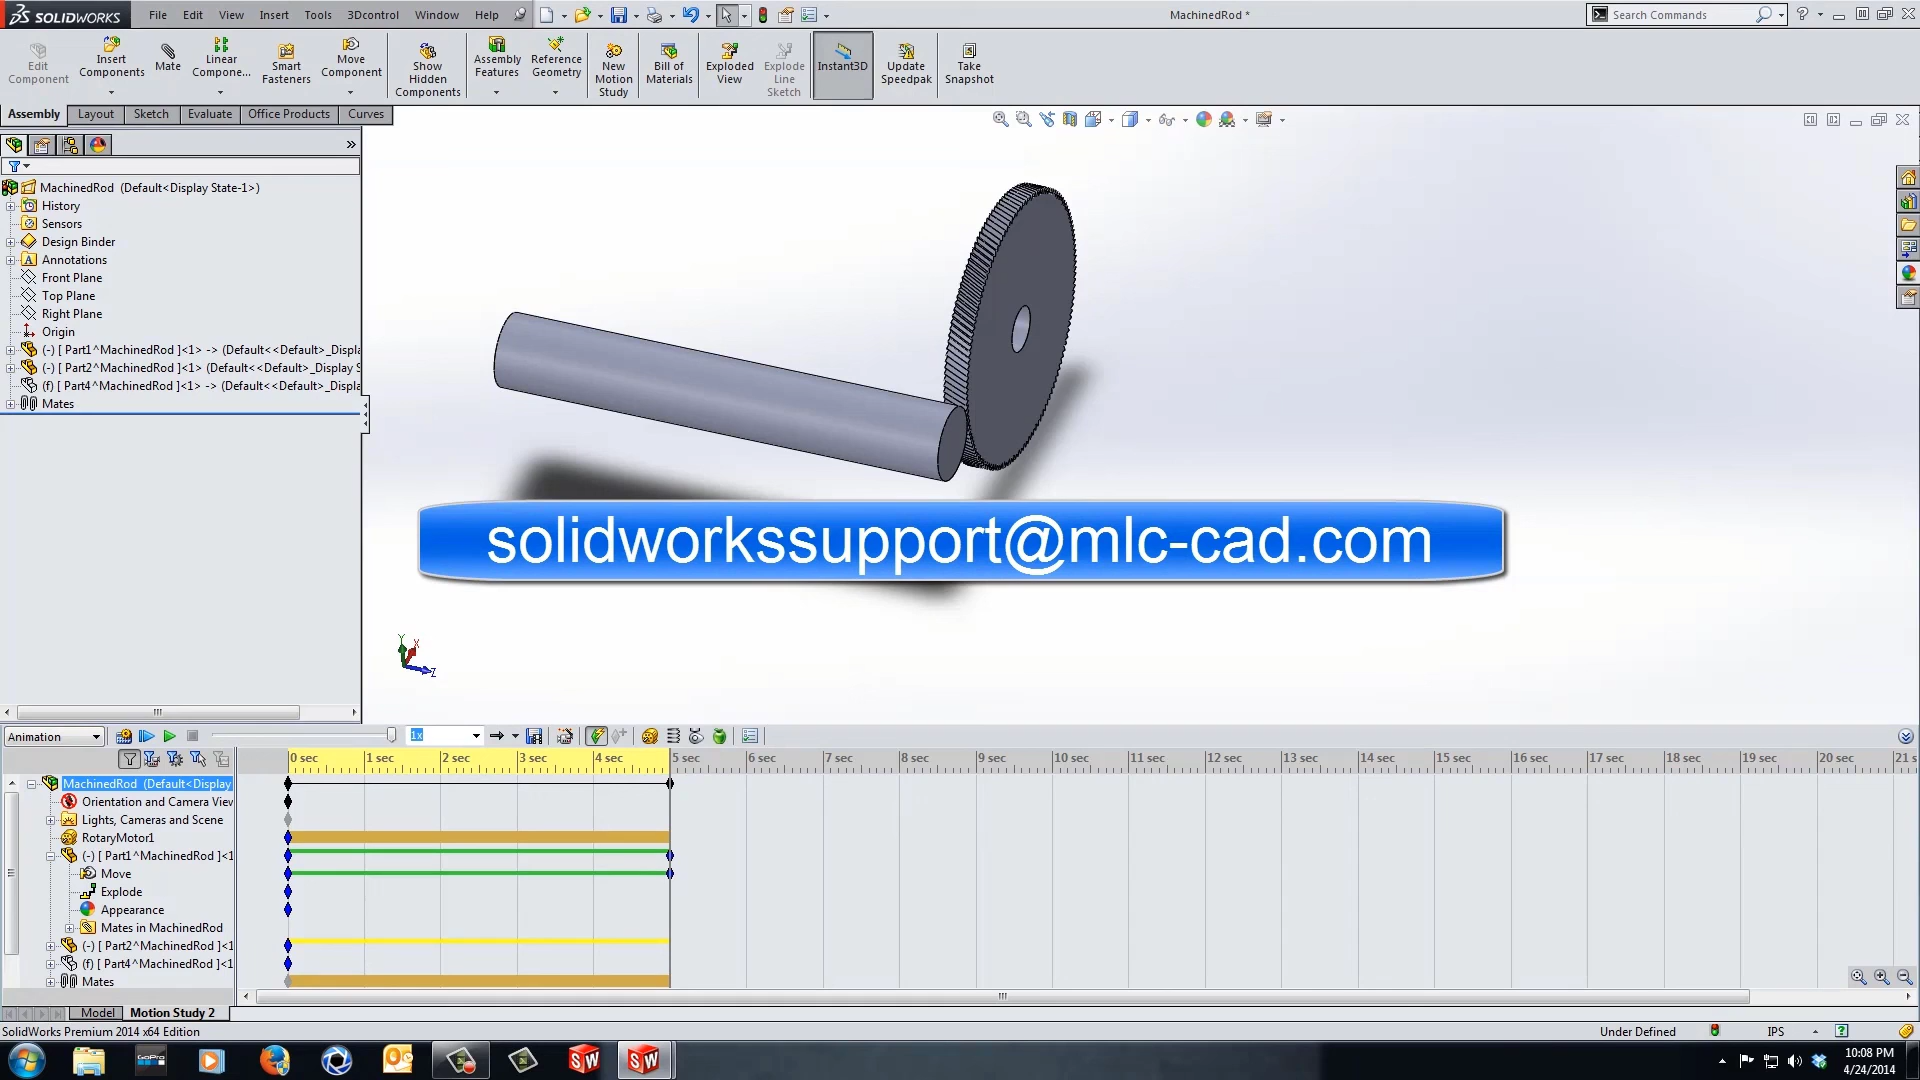 SOLIDWORKS File Edit View Insert Tools 3Dcontrol Window Help MachinedRod * Search Commands
Edit Component
Insert Components
Mate
Linear Compone...
Smart Fasteners
Move Component
Show Hidden Components
Assembly Features
Reference Geometry
New Motion Study
Bill of Materials
Exploded View
Explode Line Sketch
Instant3D
Update Speedpak
Take Snapshot
Assembly Layout Sketch Evaluate Office Products Curves
MachinedRod (Default<Display State-1>)
History
Sensors
Design Binder
Annotations
Front Plane
Top Plane
Right Plane
Origin
(-) [ Part1^MachinedRod ]<1> -> (Default<<Default>_Displa
(-) [ Part2^MachinedRod ]<1> (Default<<Default>_Display S
(f) [ Part4^MachinedRod ]<1> -> (Default<<Default>_Displa
Mates
solidworkssupport@mlc-cad.com
Y X Z
Animation 1x
0 sec 1 sec 2 sec 3 sec 4 sec 5 sec 6 sec 7 sec 8 sec 9 sec 10 sec 11 sec 12 sec 13 sec 14 sec 15 sec 16 sec 17 sec 18 sec 19 sec 20 sec 21 s
MachinedRod (Default<Display
Orientation and Camera View
Lights, Cameras and Scene
RotaryMotor1
(-) [ Part1^MachinedRod ]<1
Move
Explode
Appearance
Mates in MachinedRod
(-) [ Part2^MachinedRod ]<1
(f) [ Part4^MachinedRod ]<1
Mates
Model Motion Study 2
SolidWorks Premium 2014 x64 Edition Under Defined IPS
GoPro SW SW 10:08 PM
4/24/2014